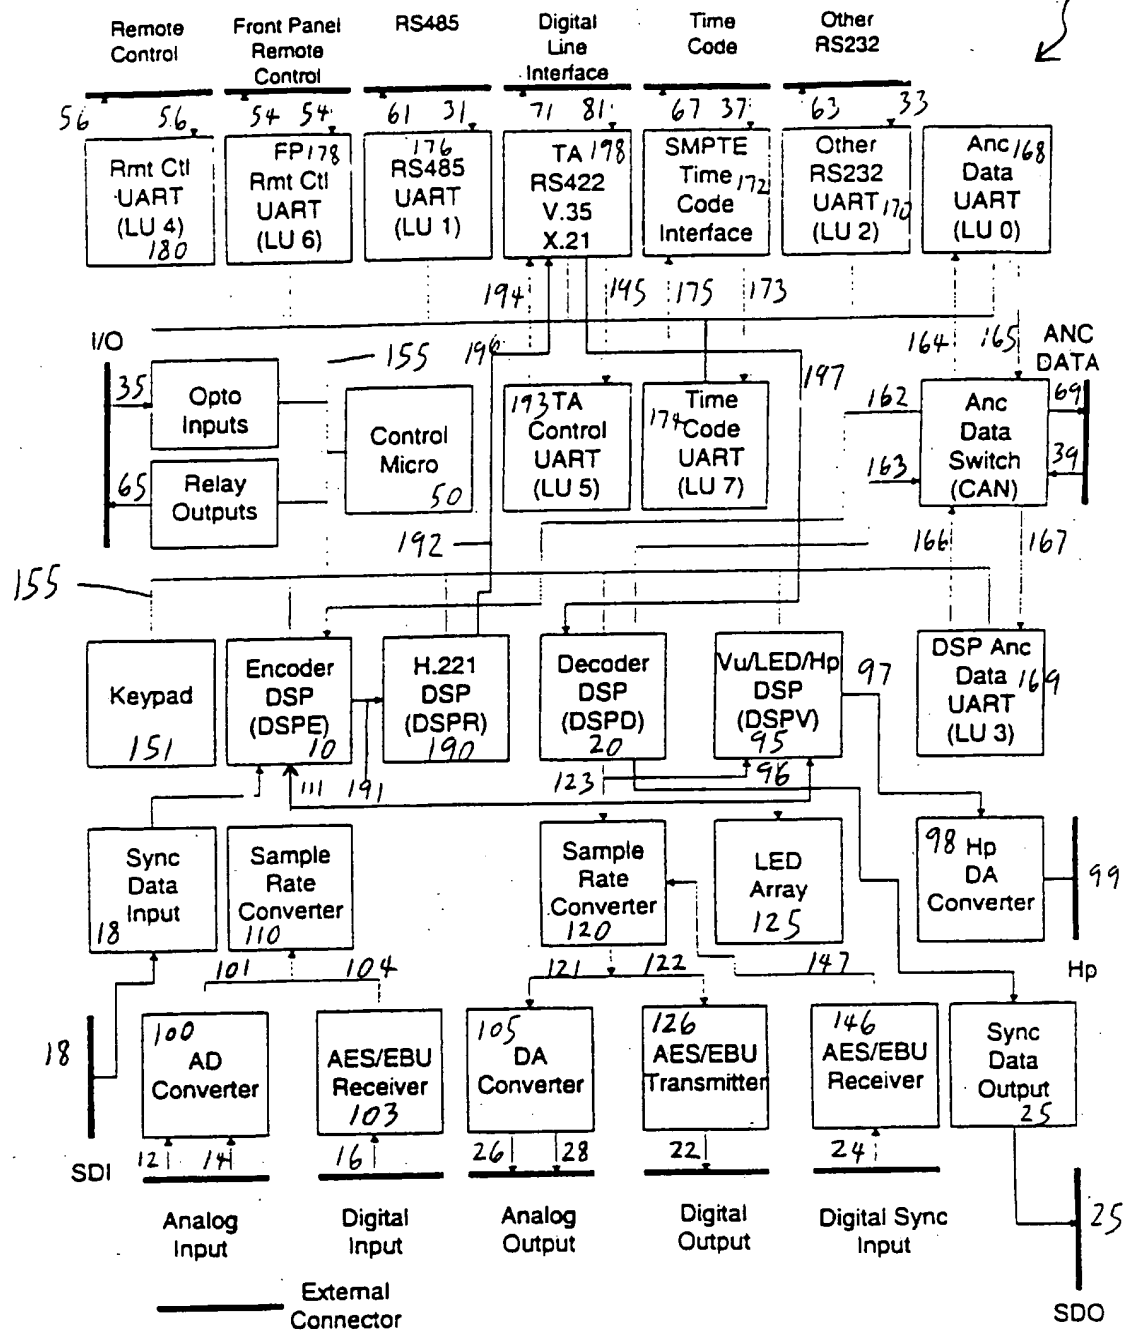 Remote
Control
Front Panel
Remote
Control
RS485
Digital
Line
Interface
Time
Code
Other
RS232
56
56
54
54
61
31
71
81
67
37
63
33
Rmt Ctl
UART
(LU 4)
180
FP 178
Rmt Ctl
UART
(LU 6)
176
RS485
UART
(LU 1)
TA 198
RS422
V.35
X.21
SMPTE
Time
172
Code
Interface
Other
RS232
UART 170
(LU 2)
Anc 168
Data
UART
(LU 0)
194
195
175
173
164
165
I/O
155
196
197
ANC
DATA
35
Opto
Inputs
65
Relay
Outputs
Control
Micro
50
193 TA
Control
UART
(LU 5)
Time
174 Code
UART
(LU 7)
162
163
Anc
Data
Switch
(CAN)
69
39
192
166
167
155
Keypad
151
Encoder
DSP
(DSPE)
10
H.221
DSP
(DSPR)
190
Decoder
DSP
(DSPD)
20
Vu/LED/Hp
DSP
(DSPV)
95
97
DSP Anc
Data 169
UART
(LU 3)
111
191
123
96
Sync
Data
Input
18
Sample
Rate
Converter
110
Sample
Rate
Converter
120
LED
Array
125
98 Hp
DA
Converter
99
Hp
101
104
121
122
147
18
SDI
100
AD
Converter
AES/EBU
Receiver
103
105
DA
Converter
126
AES/EBU
Transmitter
146
AES/EBU
Receiver
Sync
Data
Output
25
12
14
16
26
28
22
24
25
SDO
Analog
Input
Digital
Input
Analog
Output
Digital
Output
Digital Sync
Input
External
Connector